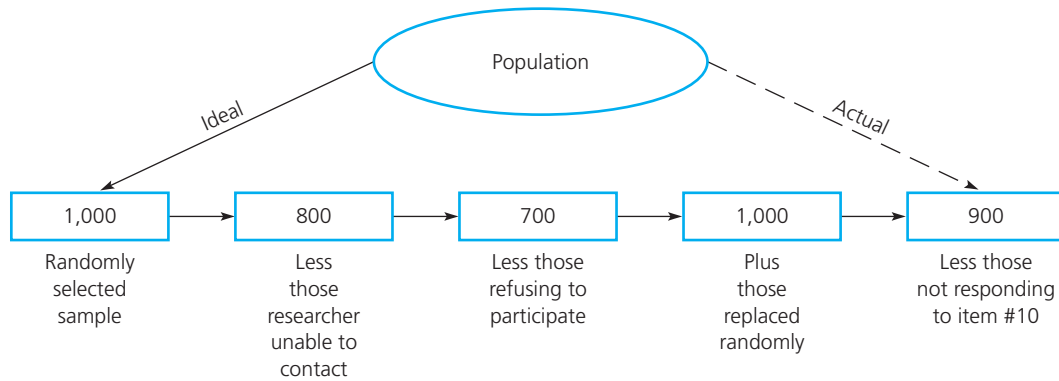 Population
Ideal
Actual
1,000
800
700
1,000
900
Randomly
selected
sample
Less
those
researcher
unable to
contact
Less those
refusing to
participate
Plus
those
replaced
randomly
Less those
not responding
to item #10